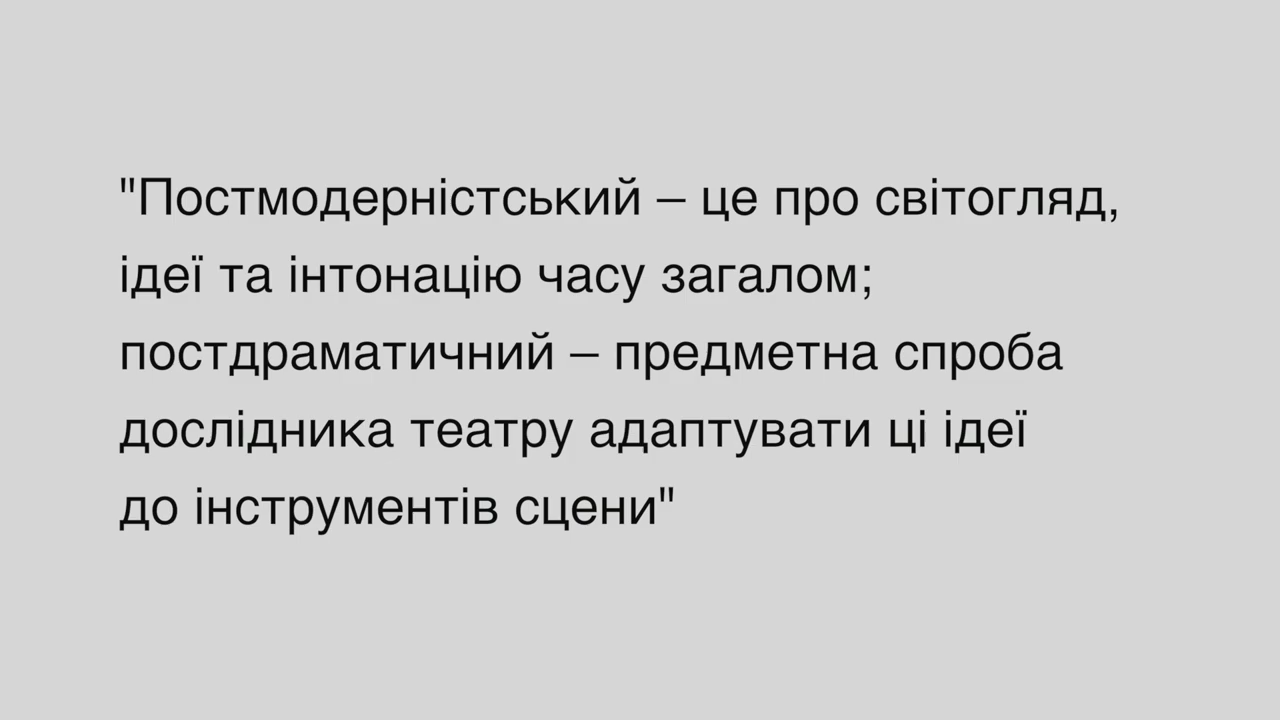 "Постмодерністський – це про світогляд,
ідеї та інтонацію часу загалом;
постдраматичний – предметна спроба
дослідника театру адаптувати ці ідеї
до інструментів сцени"